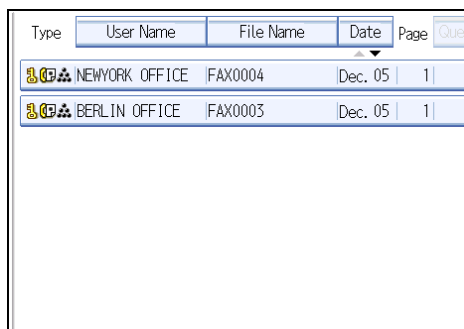 Type User Name File Name Date Page Que
NEWYORK OFFICE FAX0004 Dec. 05 1
BERLIN OFFICE FAX0003 Dec. 05 1